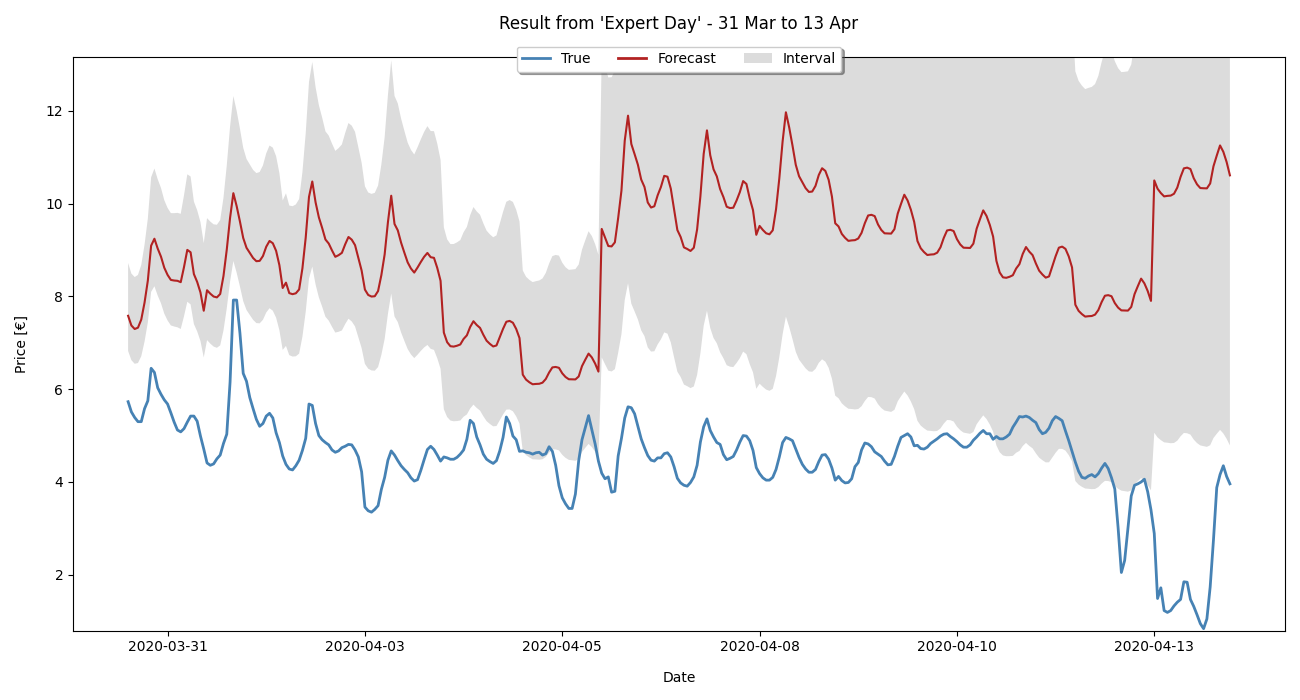 Result from 'Expert Day' - 31 Mar to 13 Apr
True Forecast Interval
12
10
8
6
4
2
Price [€]
2020-03-31 2020-04-03 2020-04-05 2020-04-08 2020-04-10 2020-04-13
Date